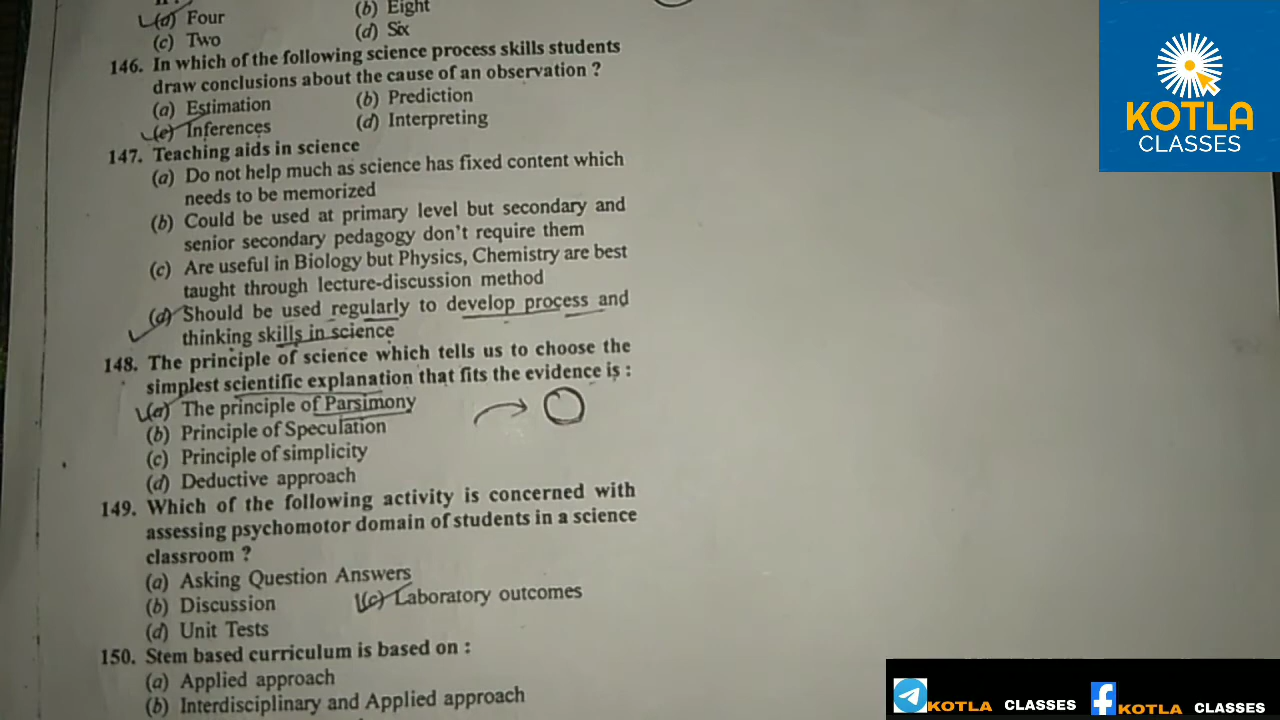 (a) Four
(b) Eight
(c) Two
(d) Six
146. In which of the following science process skills students
draw conclusions about the cause of an observation ?
(a) Estimation
(b) Prediction
(c) Inferences
(d) Interpreting
147. Teaching aids in science
(a) Do not help much as science has fixed content which
needs to be memorized
(b) Could be used at primary level but secondary and
senior secondary pedagogy don't require them
(c) Are useful in Biology but Physics, Chemistry are best
taught through lecture-discussion method
(d) Should be used regularly to develop process and
thinking skills in science
148. The principle of science which tells us to choose the
simplest scientific explanation that fits the evidence is :
(a) The principle of Parsimony
(b) Principle of Speculation
(c) Principle of simplicity
(d) Deductive approach
149. Which of the following activity is concerned with
assessing psychomotor domain of students in a science
classroom ?
(a) Asking Question Answers
(b) Discussion
(c) Laboratory outcomes
(d) Unit Tests
150. Stem based curriculum is based on :
(a) Applied approach
(b) Interdisciplinary and Applied approach
KOTLA
CLASSES
KOTLA CLASSES
KOTLA CLASSES